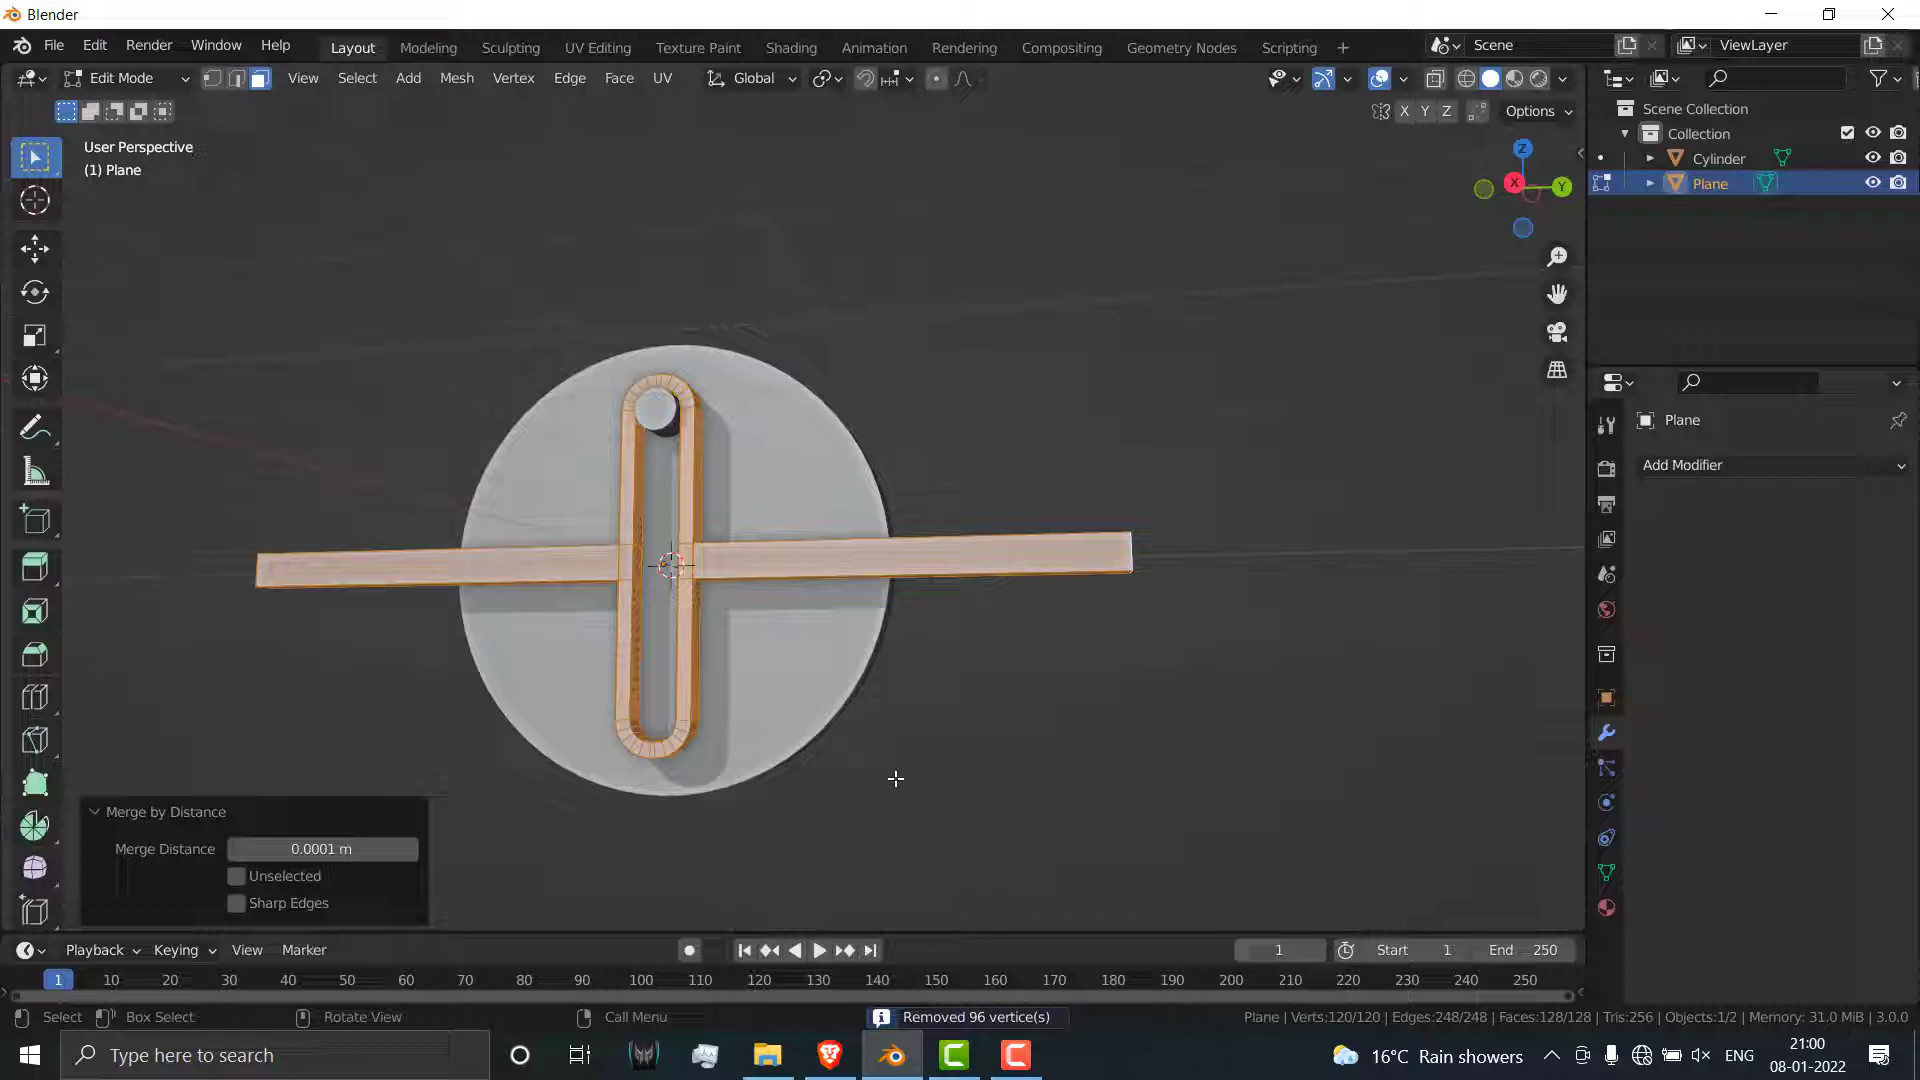 Blender
File Edit Render Window Help
Layout Modeling Sculpting UV Editing Texture Paint Shading Animation Rendering Compositing Geometry Nodes Scripting +
Scene
ViewLayer
Edit Mode View Select Add Mesh Vertex Edge Face UV
Global
X Y Z Options
User Perspective
(1) Plane
Z
X
Y
Scene Collection
Collection
Cylinder
Plane
Plane
Add Modifier
Merge by Distance
Merge Distance 0.0001 m
Unselected
Sharp Edges
Playback Keying View Marker
1 Start 1 End 250
1 10 20 30 40 50 60 70 80 90 100 110 120 130 140 150 160 170 180 190 200 210 220 230 240 250
Select Box Select Rotate View Call Menu
Removed 96 vertice(s)
Plane | Verts:120/120 | Edges:248/248 | Faces:128/128 | Tris:256 | Objects:1/2 | Memory: 31.0 MiB | 3.0.0
Type here to search
16°C Rain showers
ENG
21:00
08-01-2022